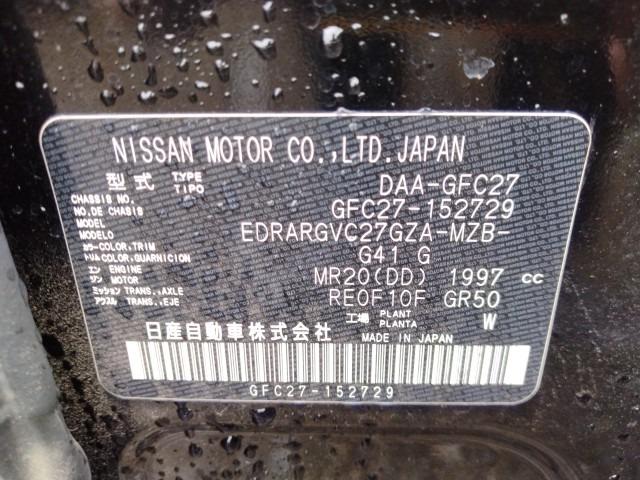 NISSAN MOTOR CO.,LTD.JAPAN
型式 TYPE TIPO DAA-GFC27
CHASSIS NO. NO.DE CHASIS GFC27-152729
MODEL MODELO EDRARGVC27GZA-MZB-
カラー COLOR,TRIM トリム COLOR,GUARNICION G41 G
エンジン ENGINE MOTOR MR20(DD) 1997 CC
ミッション TRANS.,AXLE アクスル TRANS.,EJE RE0F10F GR50
工場 PLANT PLANTA W
日産自動車株式会社 MADE IN JAPAN
GFC27-152729